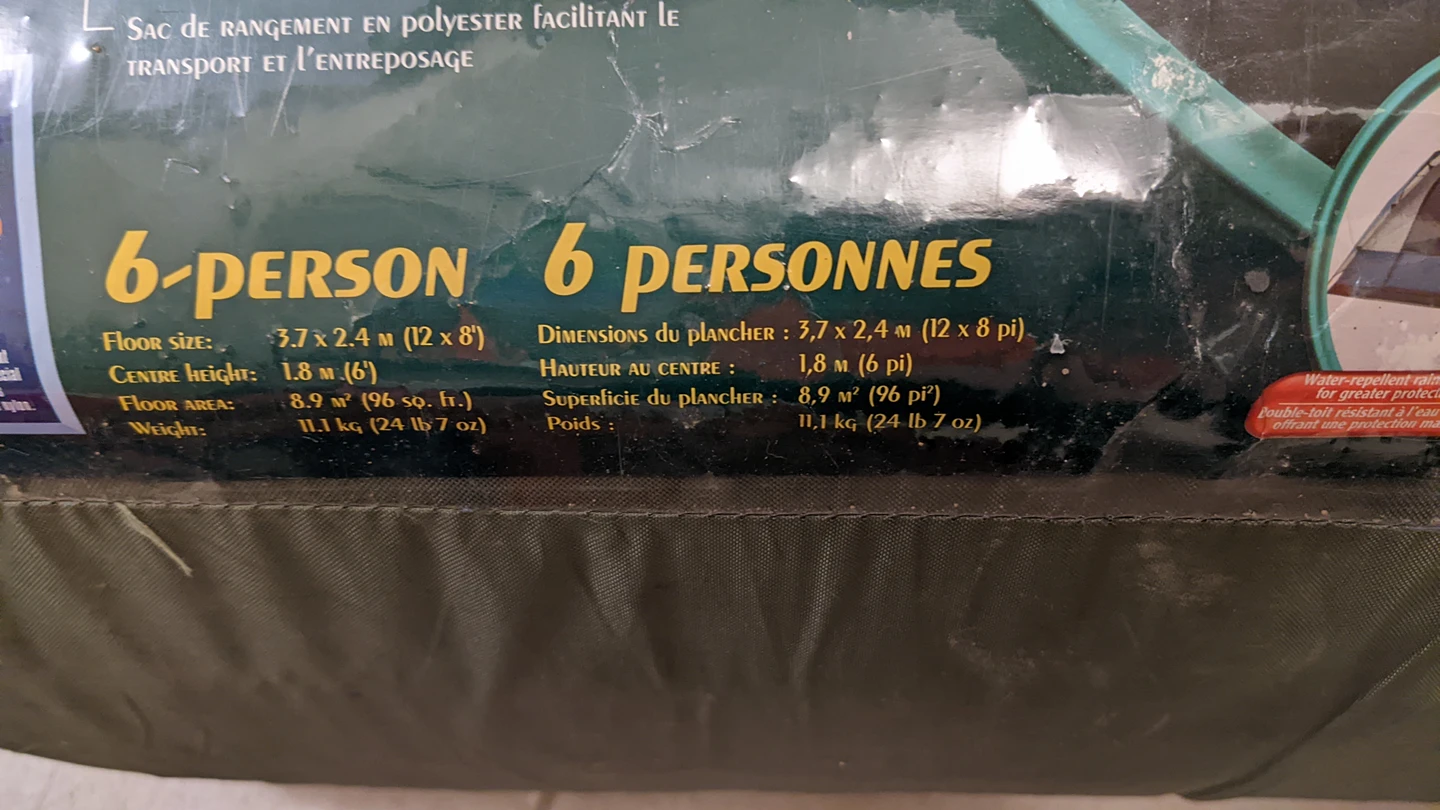 Sac de rangement en polyester facilitant le
transport et l'entreposage
6-PERSON
Floor size: 3.7 x 2.4 m (12 x 8')
Centre height: 1.8 m (6')
Floor area: 8.9 m² (96 sq. ft.)
Weight: 11.1 kg (24 lb 7 oz)
6 PERSONNES
Dimensions du plancher : 3,7 x 2,4 m (12 x 8 pi)
Hauteur au centre : 1,8 m (6 pi)
Superficie du plancher : 8,9 m² (96 pi²)
Poids : 11,1 kg (24 lb 7 oz)
Water-repellent
for greater
Double-toit résistant à l'eau
offrant une protection
nylon.